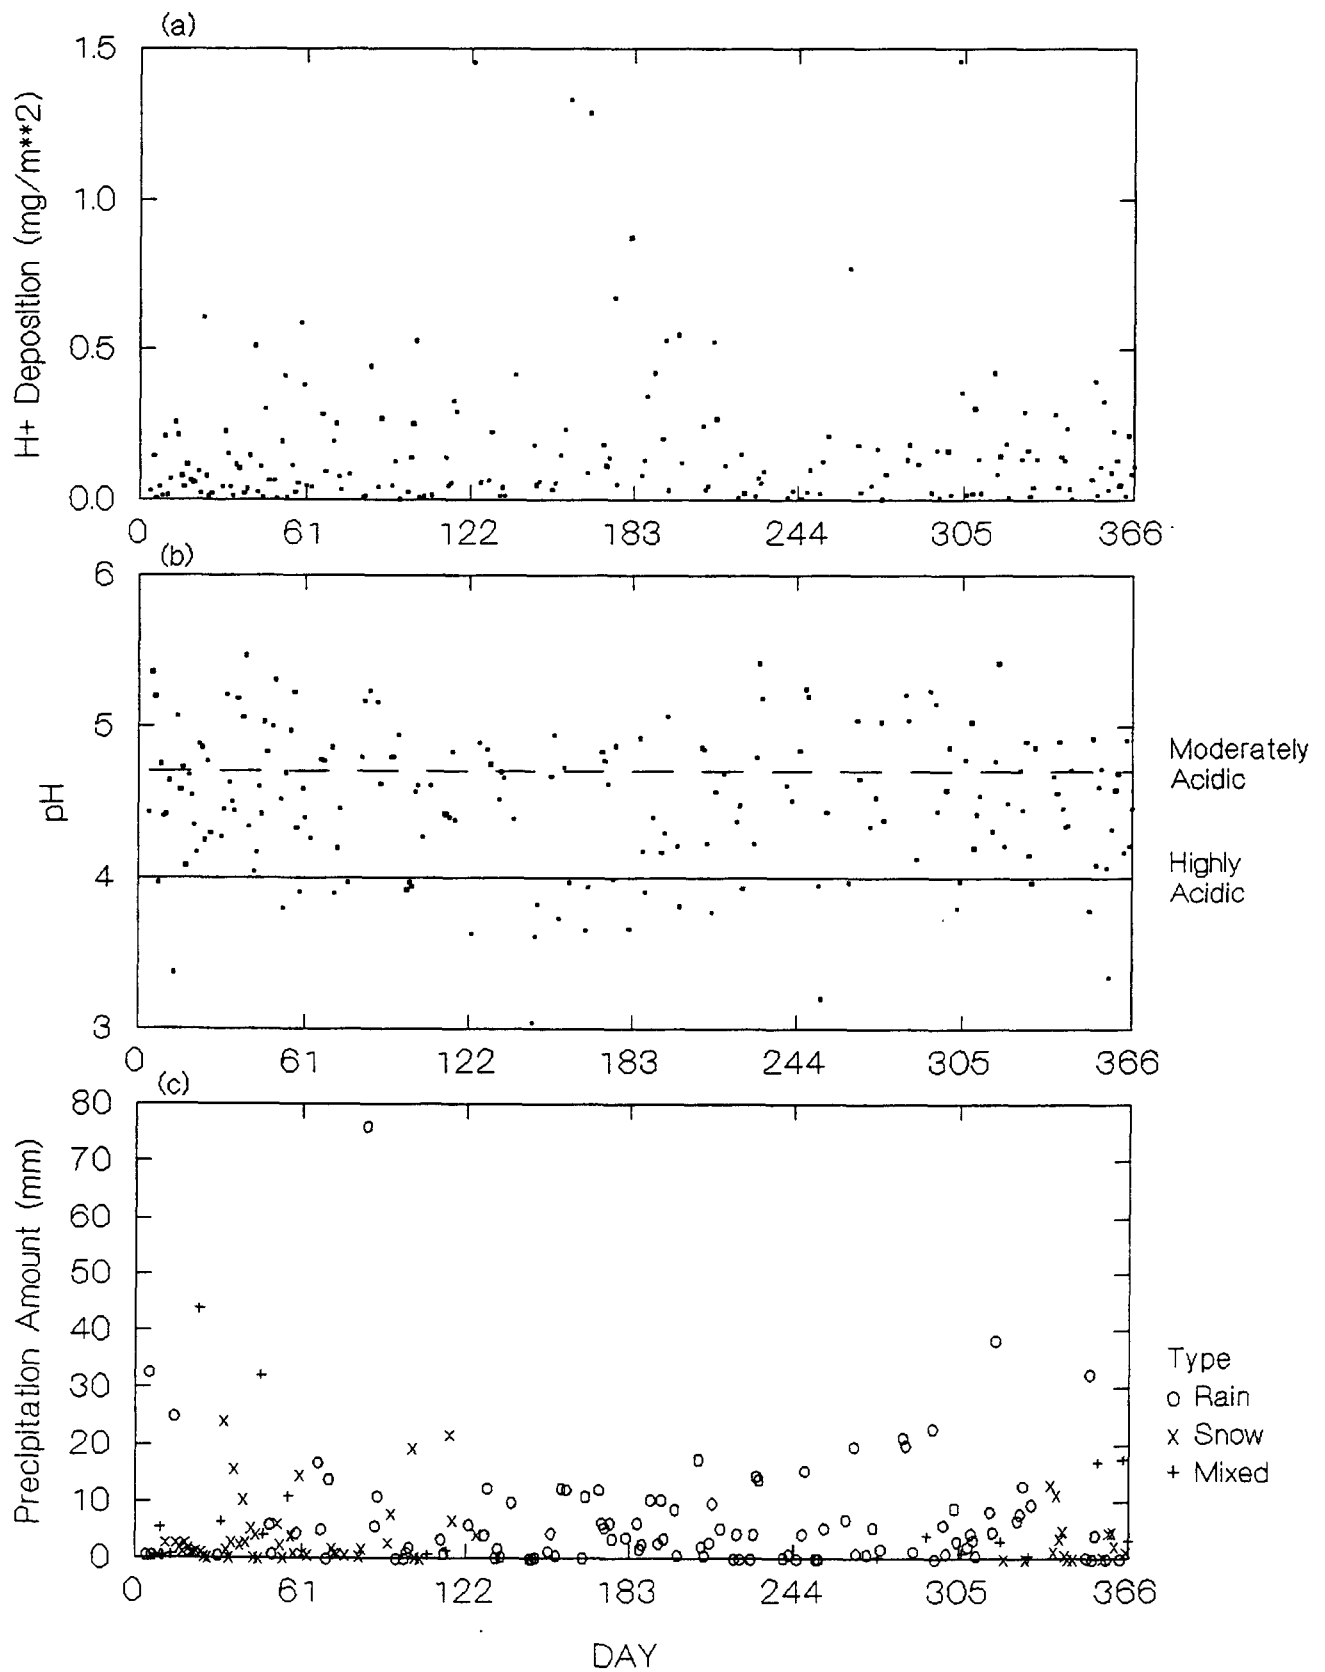 (a)
1.5
1.0
0.5
0.0
H+ Deposition (mg/m**2)
0 61 122 183 244 305 366
(b)
6
5
4
3
pH
Moderately
Acidic
Highly
Acidic
0 61 122 183 244 305 366
(c)
80
70
60
50
40
30
20
10
0
Precipitation Amount (mm)
Type
o Rain
x Snow
+ Mixed
0 61 122 183 244 305 366
DAY